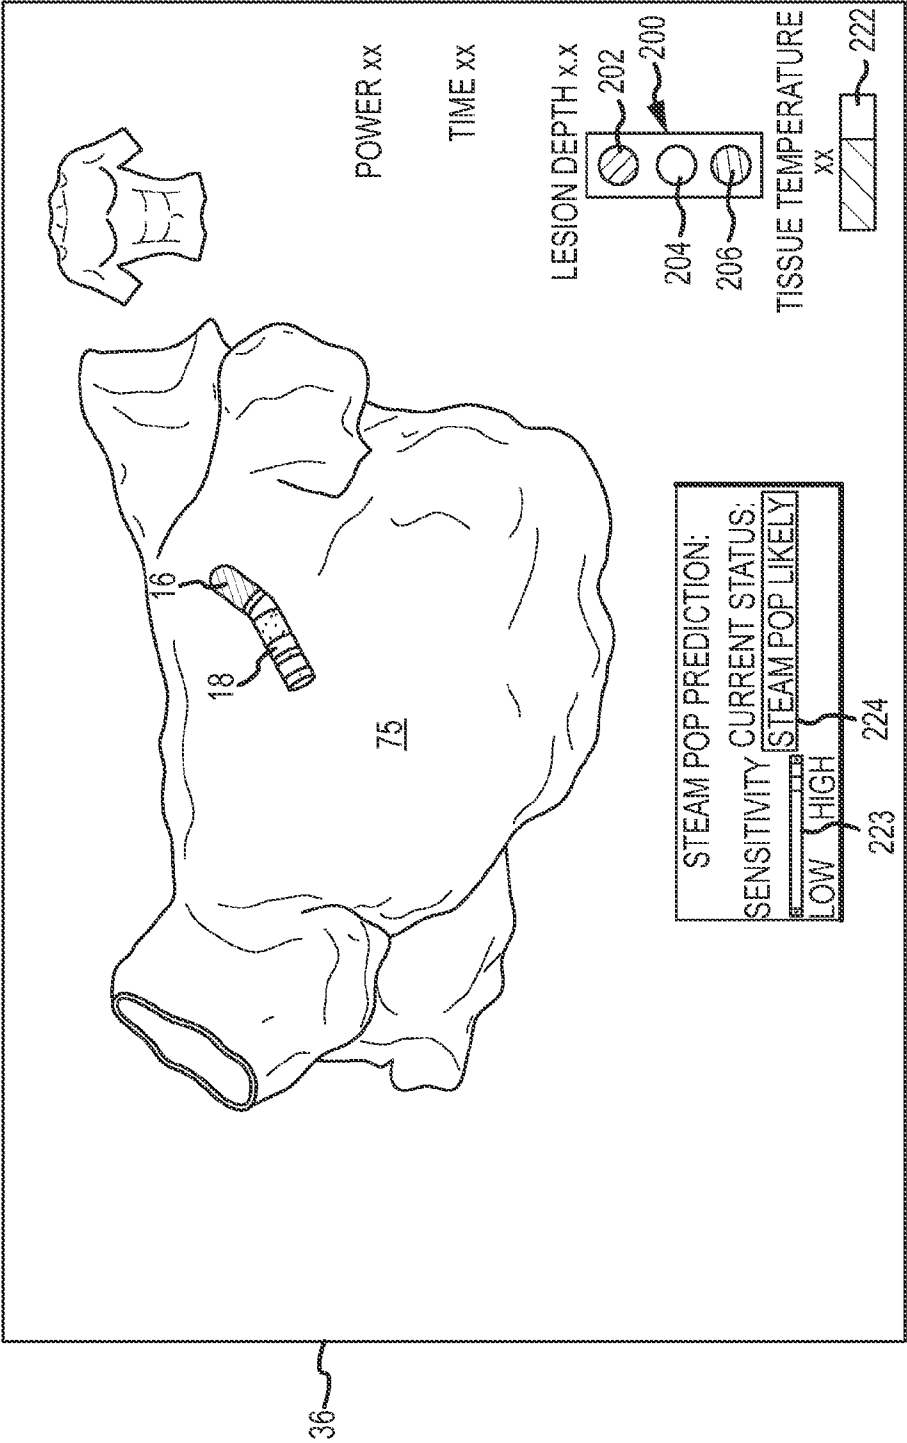 POWER xx
TIME xx
LESION DEPTH x.x
202
200
204
206
TISSUE TEMPERATURE
xx
222
16
18
75
STEAM POP PREDICTION:
SENSITIVITY CURRENT STATUS:
STEAM POP LIKELY
LOW HIGH
223
224
36